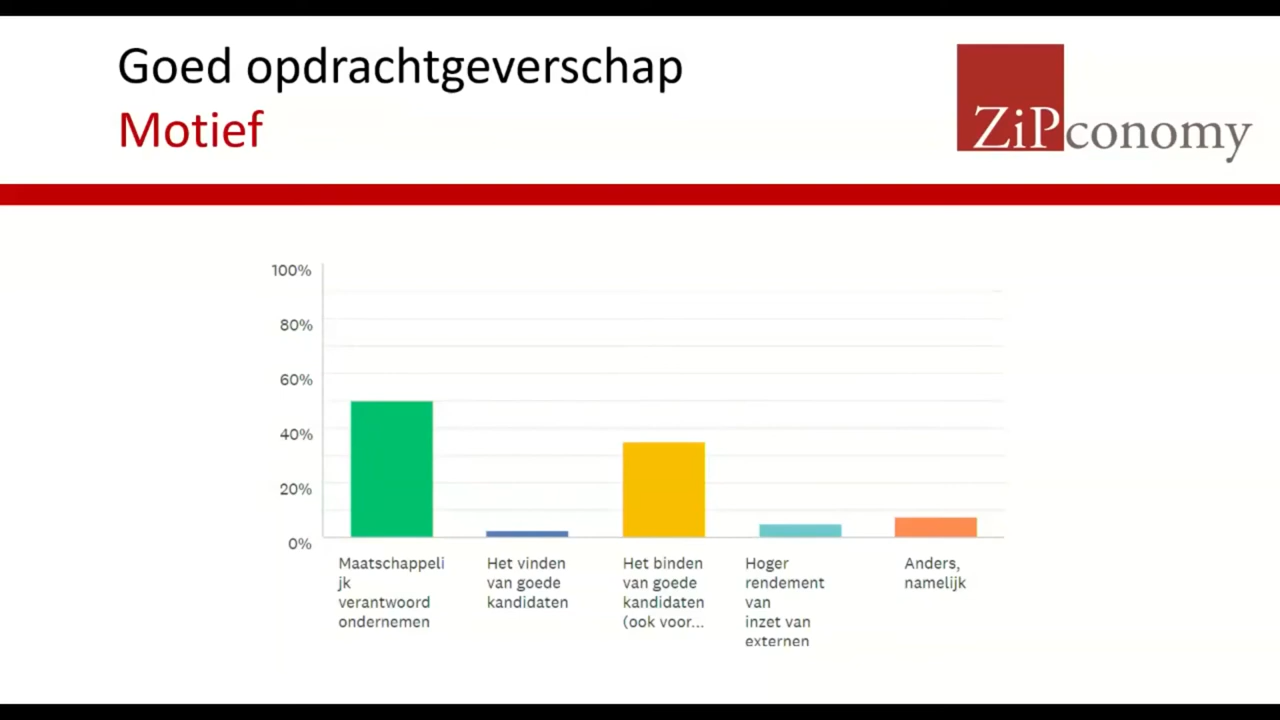 Goed opdrachtgeverschap
Motief
ZiPconomy
100%
80%
60%
40%
20%
0%
Maatschappeli
jk
verantwoord
ondernemen
Het vinden
van goede
kandidaten
Het binden
van goede
kandidaten
(ook voor...
Hoger
rendement
van
inzet van
externen
Anders,
namelijk